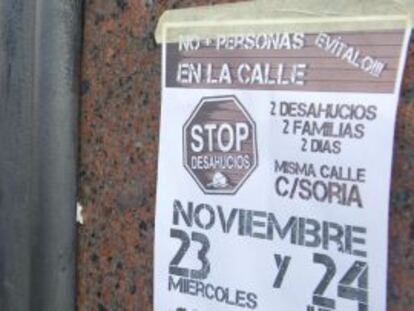 NO + PERSONAS EVÍTALO!!!
EN LA CALLE
STOP
DESAHUCIOS
2 DESAHUCIOS
2 FAMILIAS
2 DIAS
MISMA CALLE
C/SORIA
NOVIEMBRE
23 Y 24
MIERCOLES